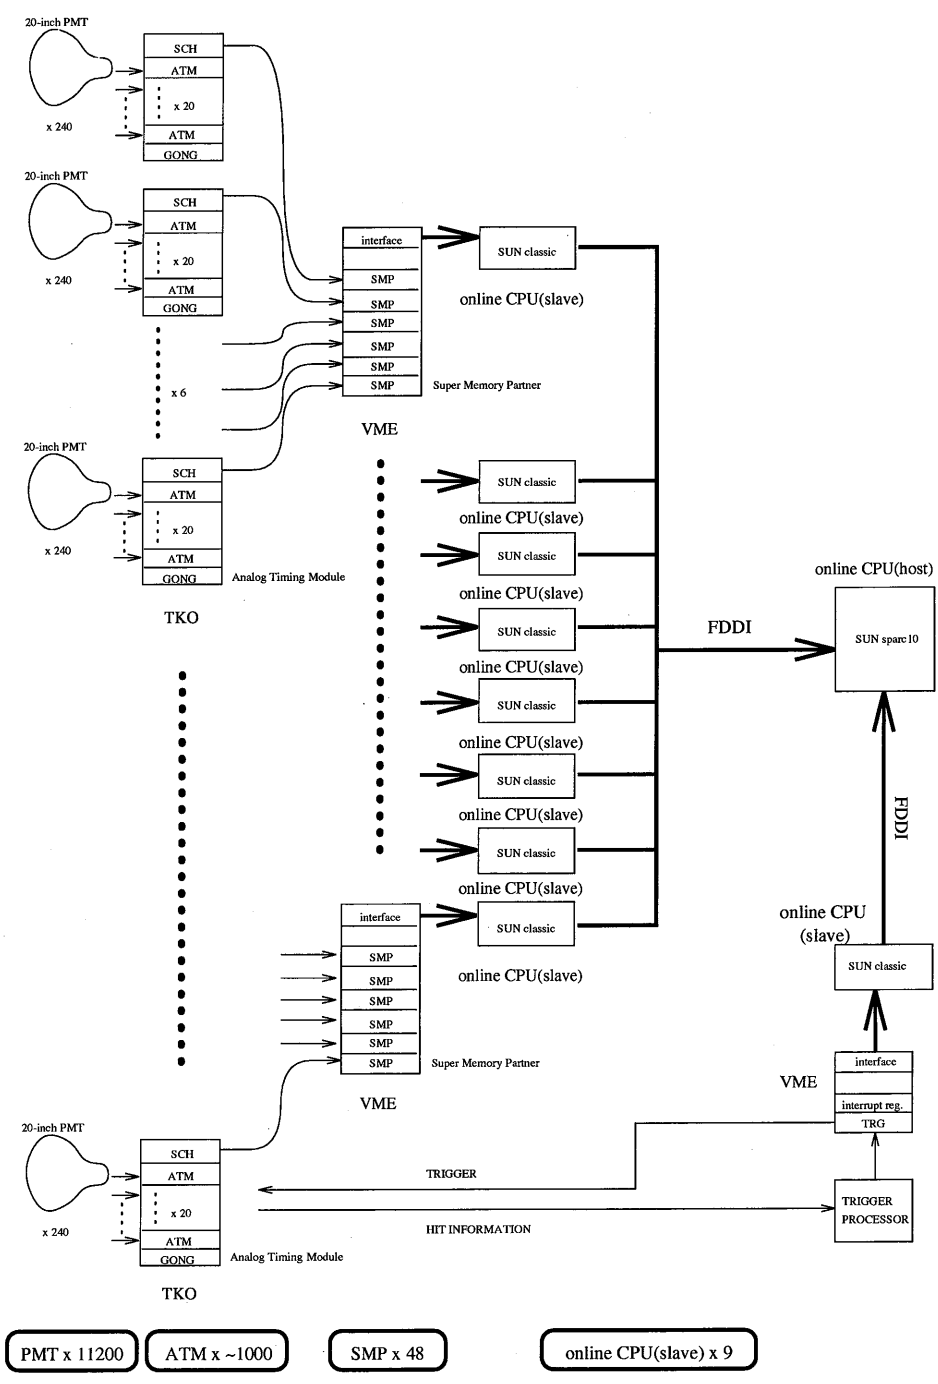 20-inch PMT
SCH
ATM
x 20
x 240
ATM
GONG
20-inch PMT
SCH
ATM
x 20
x 240
ATM
GONG
x 6
interface
SMP
SMP
SMP
SMP
SMP
SMP
VME
Super Memory Partner
SUN classic
online CPU(slave)
20-inch PMT
SCH
ATM
x 20
x 240
ATM
GONG
Analog Timing Module
TKO
SUN classic
online CPU(slave)
SUN classic
online CPU(slave)
SUN classic
online CPU(slave)
SUN classic
online CPU(slave)
SUN classic
online CPU(slave)
SUN classic
online CPU(slave)
SUN classic
online CPU(slave)
FDDI
online CPU(host)
SUN sparc10
FDDI
online CPU
(slave)
SUN classic
interface
SMP
SMP
SMP
SMP
SMP
SMP
Super Memory Partner
VME
VME
interface
interrupt reg.
TRG
TRIGGER
HIT INFORMATION
TRIGGER
PROCESSOR
20-inch PMT
SCH
ATM
x 20
x 240
ATM
GONG
Analog Timing Module
TKO
PMT x 11200
ATM x ~1000
SMP x 48
online CPU(slave) x 9